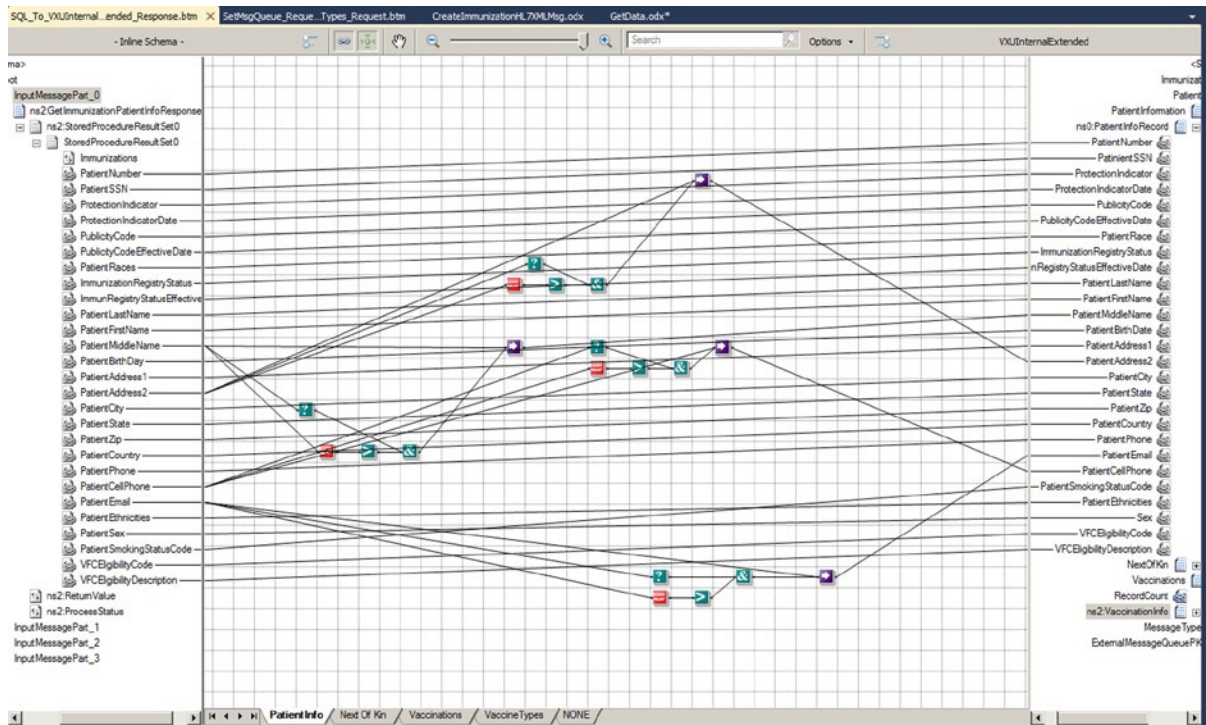 SQL_To_VXUInternal...ended_Response.btm SetMsgQueue_Reque...Types_Request.btm CreateImmunizationHL7XMLMsg.odx GetData.odx*
- Inline Schema - Search Options VXUInternalExtended
ma>
ot
InputMessagePart_0
ns2:GetImmunizationPatientInfoResponse
ns2:StoredProcedureResultSet0
StoredProcedureResultSet0
Immunizations
PatientNumber
PatientSSN
ProtectionIndicator
ProtectionIndicatorDate
PublicityCode
PublicityCodeEffectiveDate
PatientRaces
ImmunizationRegistryStatus
ImmunRegistryStatusEffective
PatientLastName
PatientFirstName
PatientMiddleName
PatientBirthDay
PatientAddress1
PatientAddress2
PatientCity
PatientState
PatientZip
PatientCountry
PatientPhone
PatientCellPhone
PatientEmail
PatientEthnicities
PatientSex
PatientSmokingStatusCode
VFCEligibilityCode
VFCEligibilityDescription
ns2:ReturnValue
ns2:ProcessStatus
InputMessagePart_1
InputMessagePart_2
InputMessagePart_3
<S
Immunizat
Patient
PatientInformation
ns0:PatientInfoRecord
PatientNumber
PatinientSSN
ProtectionIndicator
ProtectionIndicatorDate
PublicityCode
PublicityCodeEffectiveDate
PatientRace
ImmunizationRegistryStatus
nRegistryStatusEffectiveDate
PatientLastName
PatientFirstName
PatientMiddleName
PatientBirthDate
PatientAddress1
PatientAddress2
PatientCity
PatientState
PatientZip
PatientCountry
PatientPhone
PatientEmail
PatientCellPhone
PatientSmokingStatusCode
PatientEthnicities
Sex
VFCEligibilityCode
VFCEligibilityDescription
NextOfKin
Vaccinations
RecordCount
ns2:VaccinationInfo
MessageType
ExternalMessageQueuePK
PatientInfo Next Of Kin Vaccinations VaccineTypes NONE